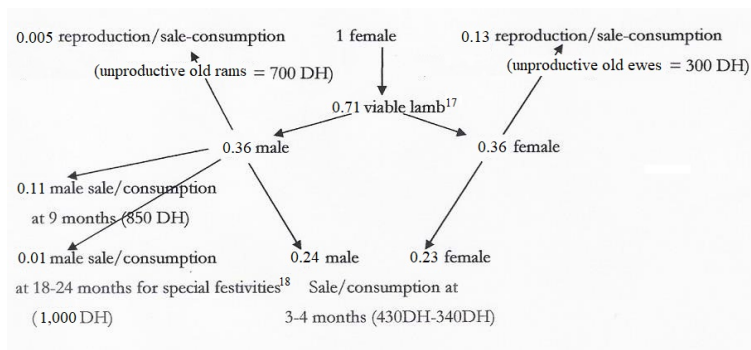 0.005 reproduction/sale-consumption 1 female 0.13 reproduction/sale-consumption
(unproductive old rams = 700 DH) (unproductive old ewes = 300 DH)
0.71 viable lamb17
0.36 male 0.36 female
0.11 male sale/consumption
at 9 months (850 DH)
0.01 male sale/consumption 0.24 male 0.23 female
at 18-24 months for special festivities18 Sale/consumption at
(1,000 DH) 3-4 months (430DH-340DH)